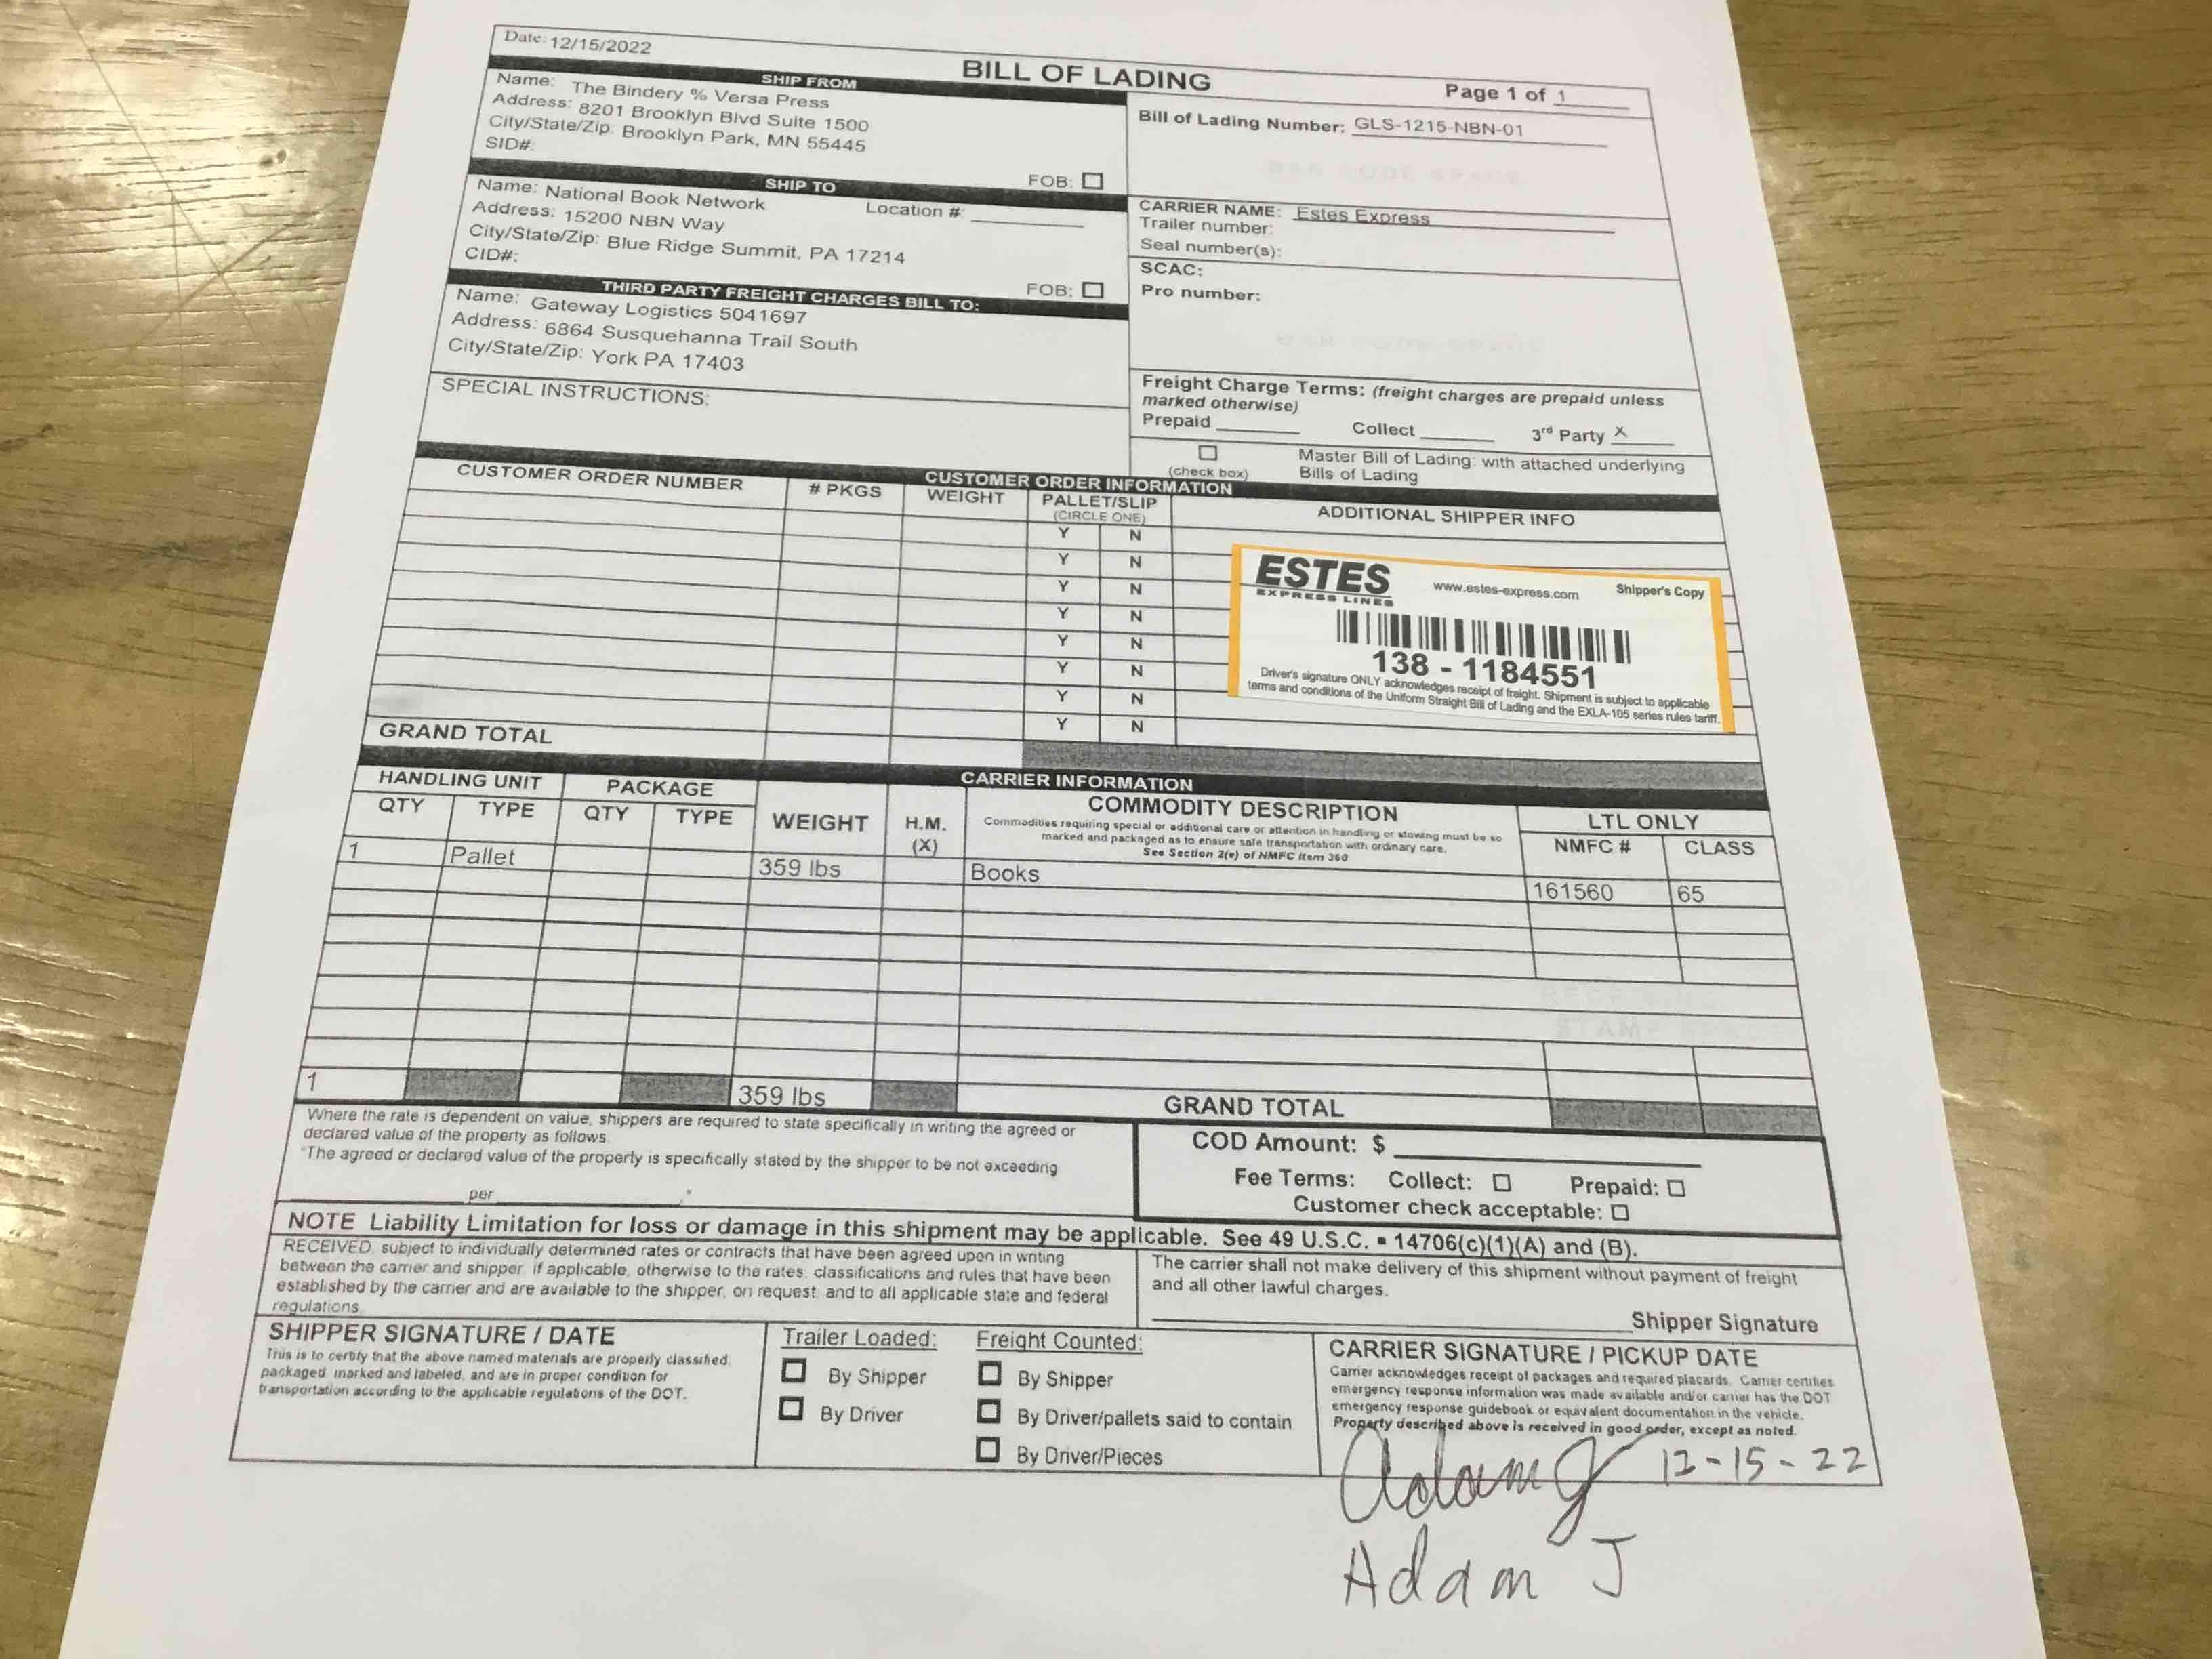 Date: 12/15/2022
BILL OF LADING
Page 1 of 1
SHIP FROM
Name: The Bindery % Versa Press
Address: 8201 Brooklyn Blvd Suite 1500
City/State/Zip: Brooklyn Park, MN 55445
SID#:
FOB: ☐
Bill of Lading Number: GLS-1215-NBN-01
BAR CODE SPACE
SHIP TO
Name: National Book Network
Location #:
Address: 15200 NBN Way
City/State/Zip: Blue Ridge Summit, PA 17214
CID#:
FOB: ☐
CARRIER NAME: Estes Express
Trailer number:
Seal number(s):
SCAC:
Pro number:
THIRD PARTY FREIGHT CHARGES BILL TO:
Name: Gateway Logistics 5041697
Address: 6864 Susquehanna Trail South
City/State/Zip: York PA 17403
SPECIAL INSTRUCTIONS:
Freight Charge Terms: (freight charges are prepaid unless
marked otherwise)
Prepaid Collect 3rd Party X
☐
(check box)
Master Bill of Lading: with attached underlying
Bills of Lading
CUSTOMER ORDER INFORMATION
CUSTOMER ORDER NUMBER # PKGS WEIGHT PALLET/SLIP ADDITIONAL SHIPPER INFO
(CIRCLE ONE)
Y N
Y N
Y N
Y N
Y N
Y N
Y N
Y N
ESTES
EXPRESS LINES
www.estes-express.com
Shipper's Copy
138 - 1184551
Driver's signature ONLY acknowledges receipt of freight. Shipment is subject to applicable
terms and conditions of the Uniform Straight Bill of Lading and the EXLA-105 series rules tariff.
GRAND TOTAL
CARRIER INFORMATION
HANDLING UNIT PACKAGE
QTY TYPE QTY TYPE WEIGHT H.M.
(X)
COMMODITY DESCRIPTION
Commodities requiring special or additional care or attention in handling or stowing must be so
marked and packaged as to ensure safe transportation with ordinary care.
See Section 2(e) of NMFC Item 360
LTL ONLY
NMFC # CLASS
1 Pallet 359 lbs Books 161560 65
STAMP
1 359 lbs GRAND TOTAL
Where the rate is dependent on value, shippers are required to state specifically in writing the agreed or
declared value of the property as follows
"The agreed or declared value of the property is specifically stated by the shipper to be not exceeding
per ."
COD Amount: $
Fee Terms: Collect: ☐ Prepaid: ☐
Customer check acceptable: ☐
NOTE Liability Limitation for loss or damage in this shipment may be applicable. See 49 U.S.C. ▪ 14706(c)(1)(A) and (B).
RECEIVED, subject to individually determined rates or contracts that have been agreed upon in writing
between the carrier and shipper, if applicable, otherwise to the rates, classifications and rules that have been
established by the carrier and are available to the shipper, on request, and to all applicable state and federal
regulations.
The carrier shall not make delivery of this shipment without payment of freight
and all other lawful charges.
Shipper Signature
SHIPPER SIGNATURE / DATE
This is to certify that the above named materials are properly classified,
packaged, marked and labeled, and are in proper condition for
transportation according to the applicable regulations of the DOT.
Trailer Loaded:
☐ By Shipper
☐ By Driver
Freight Counted:
☐ By Shipper
☐ By Driver/pallets said to contain
☐ By Driver/Pieces
CARRIER SIGNATURE / PICKUP DATE
Carrier acknowledges receipt of packages and required placards. Carrier certifies
emergency response information was made available and/or carrier has the DOT
emergency response guidebook or equivalent documentation in the vehicle.
Property described above is received in good order, except as noted.
Adam J 12-15-22
Adam J